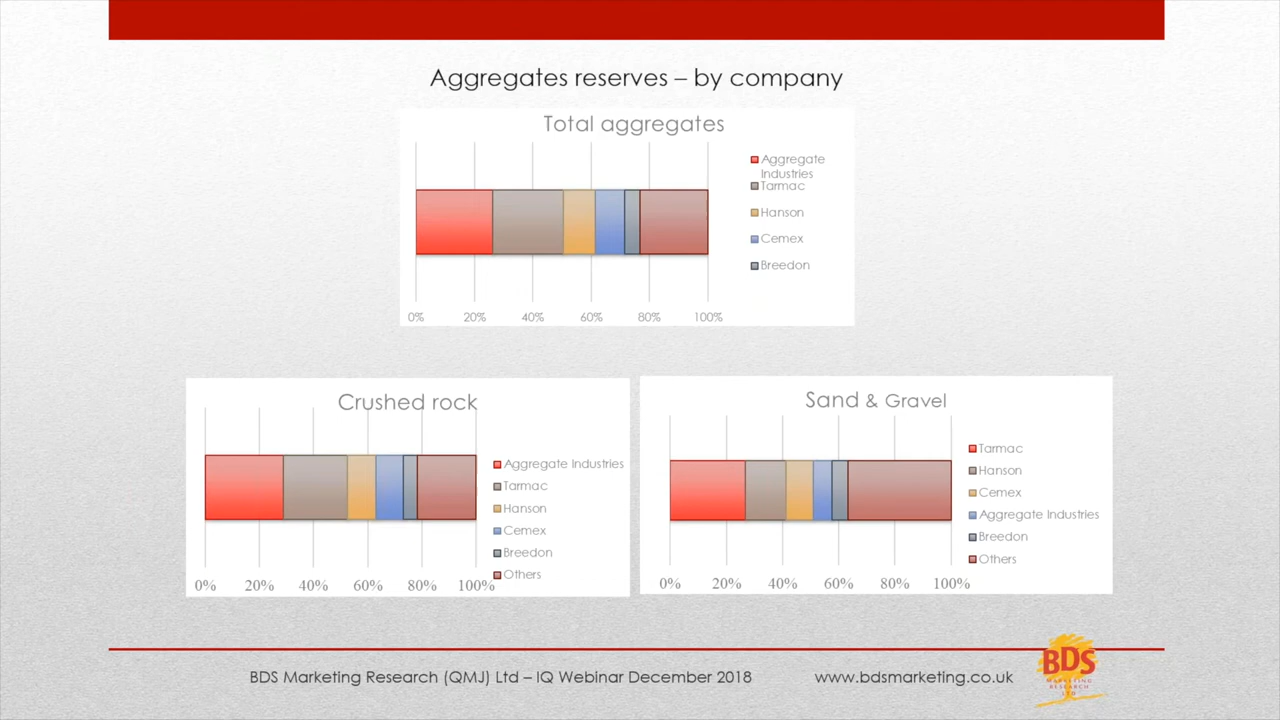 Aggregates reserves – by company
Total aggregates
Aggregate
Industries
Tarmac
Hanson
Cemex
Breedon
0% 20% 40% 60% 80% 100%
Crushed rock
Aggregate Industries
Tarmac
Hanson
Cemex
Breedon
Others
0% 20% 40% 60% 80% 100%
Sand & Gravel
Tarmac
Hanson
Cemex
Aggregate Industries
Breedon
Others
0% 20% 40% 60% 80% 100%
BDS Marketing Research (QMJ) Ltd – IQ Webinar December 2018
www.bdsmarketing.co.uk
BDS
MARKETING
RESEARCH
LTD